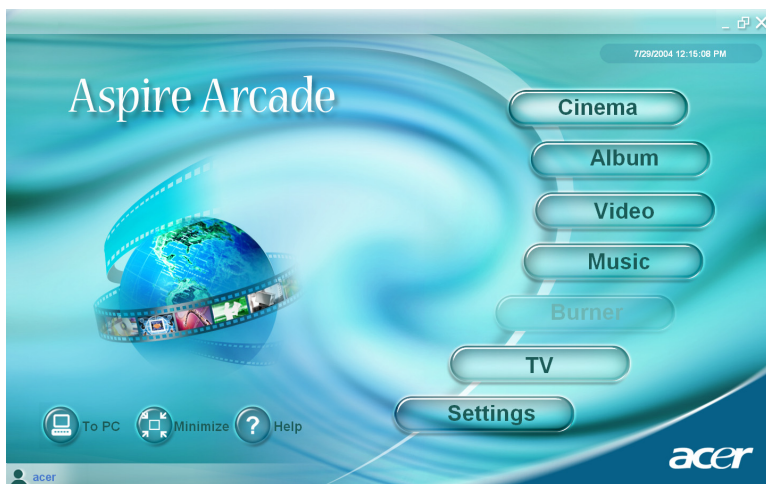 7/29/2004 12:15:08 PM
Aspire Arcade
Cinema
Album
Video
Music
Burner
TV
Settings
To PC
Minimize
? Help
acer
acer